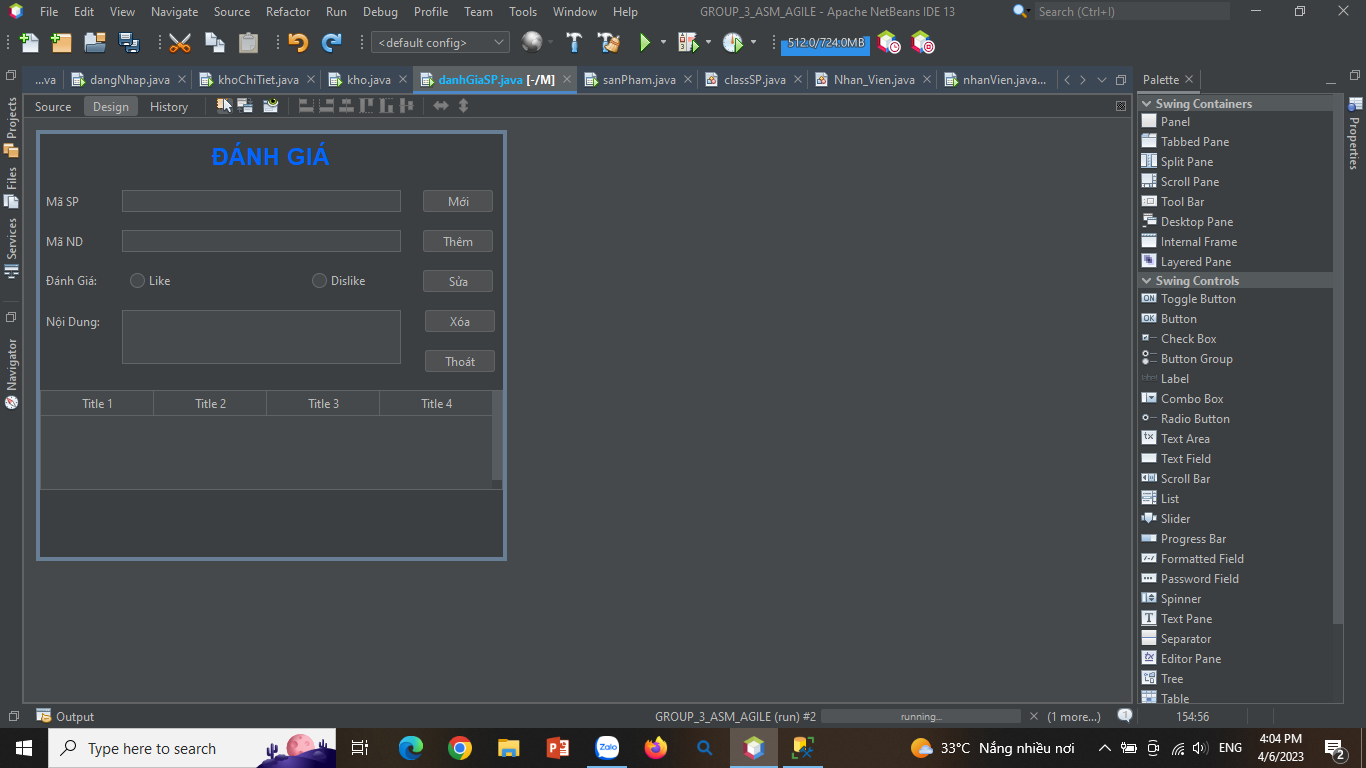 File Edit View Navigate Source Refactor Run Debug Profile Team Tools Window Help GROUP_3_ASM_AGILE - Apache NetBeans IDE 13 Search (Ctrl+I)
<default config> 512.0/724.0MB
...va dangNhap.java khoChiTiet.java kho.java danhGiaSP.java [-/M] sanPham.java classSP.java Nhan_Vien.java nhanVien.java... Palette
Source Design History
Projects
Files
Services
Navigator
ĐÁNH GIÁ
Mã SP Mới
Mã ND Thêm
Đánh Giá: Like Dislike Sửa
Nội Dung: Xóa
Thoát
Title 1 Title 2 Title 3 Title 4
Swing Containers
Panel
Tabbed Pane
Split Pane
Scroll Pane
Tool Bar
Desktop Pane
Internal Frame
Layered Pane
Swing Controls
ON Toggle Button
OK Button
Check Box
Button Group
label Label
Combo Box
Radio Button
Text Area
Text Field
Scroll Bar
List
Slider
Progress Bar
Formatted Field
Password Field
Spinner
Text Pane
Separator
Editor Pane
Tree
Table
Properties
Output GROUP_3_ASM_AGILE (run) #2 running... (1 more...) 1 154:56
Type here to search Zalo 33°C Nắng nhiều nơi ENG 4:04 PM
4/6/2023 2